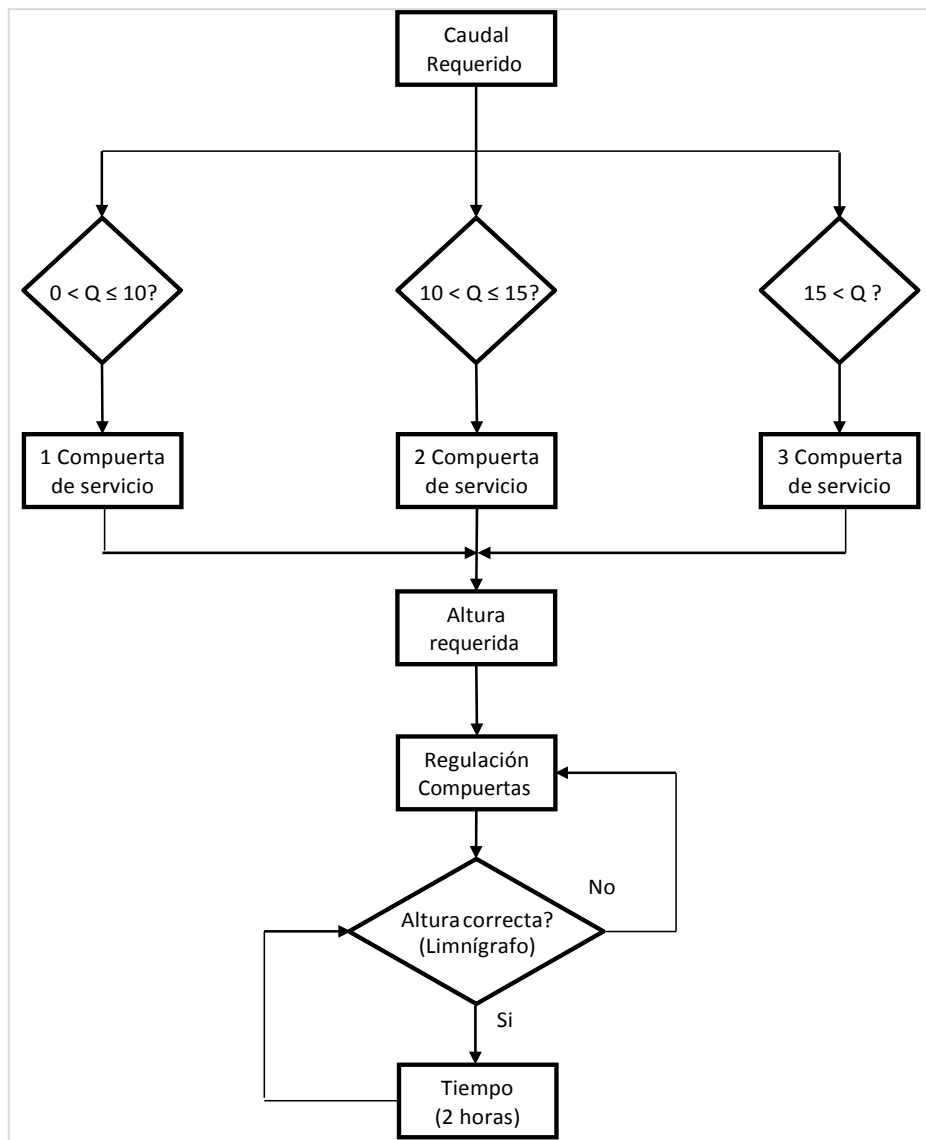 Caudal
Requerido
0 < Q ≤ 10?
10 < Q ≤ 15?
15 < Q ?
1 Compuerta
de servicio
2 Compuerta
de servicio
3 Compuerta
de servicio
Altura
requerida
Regulación
Compuertas
No
Altura correcta?
(Limnígrafo)
Si
Tiempo
(2 horas)